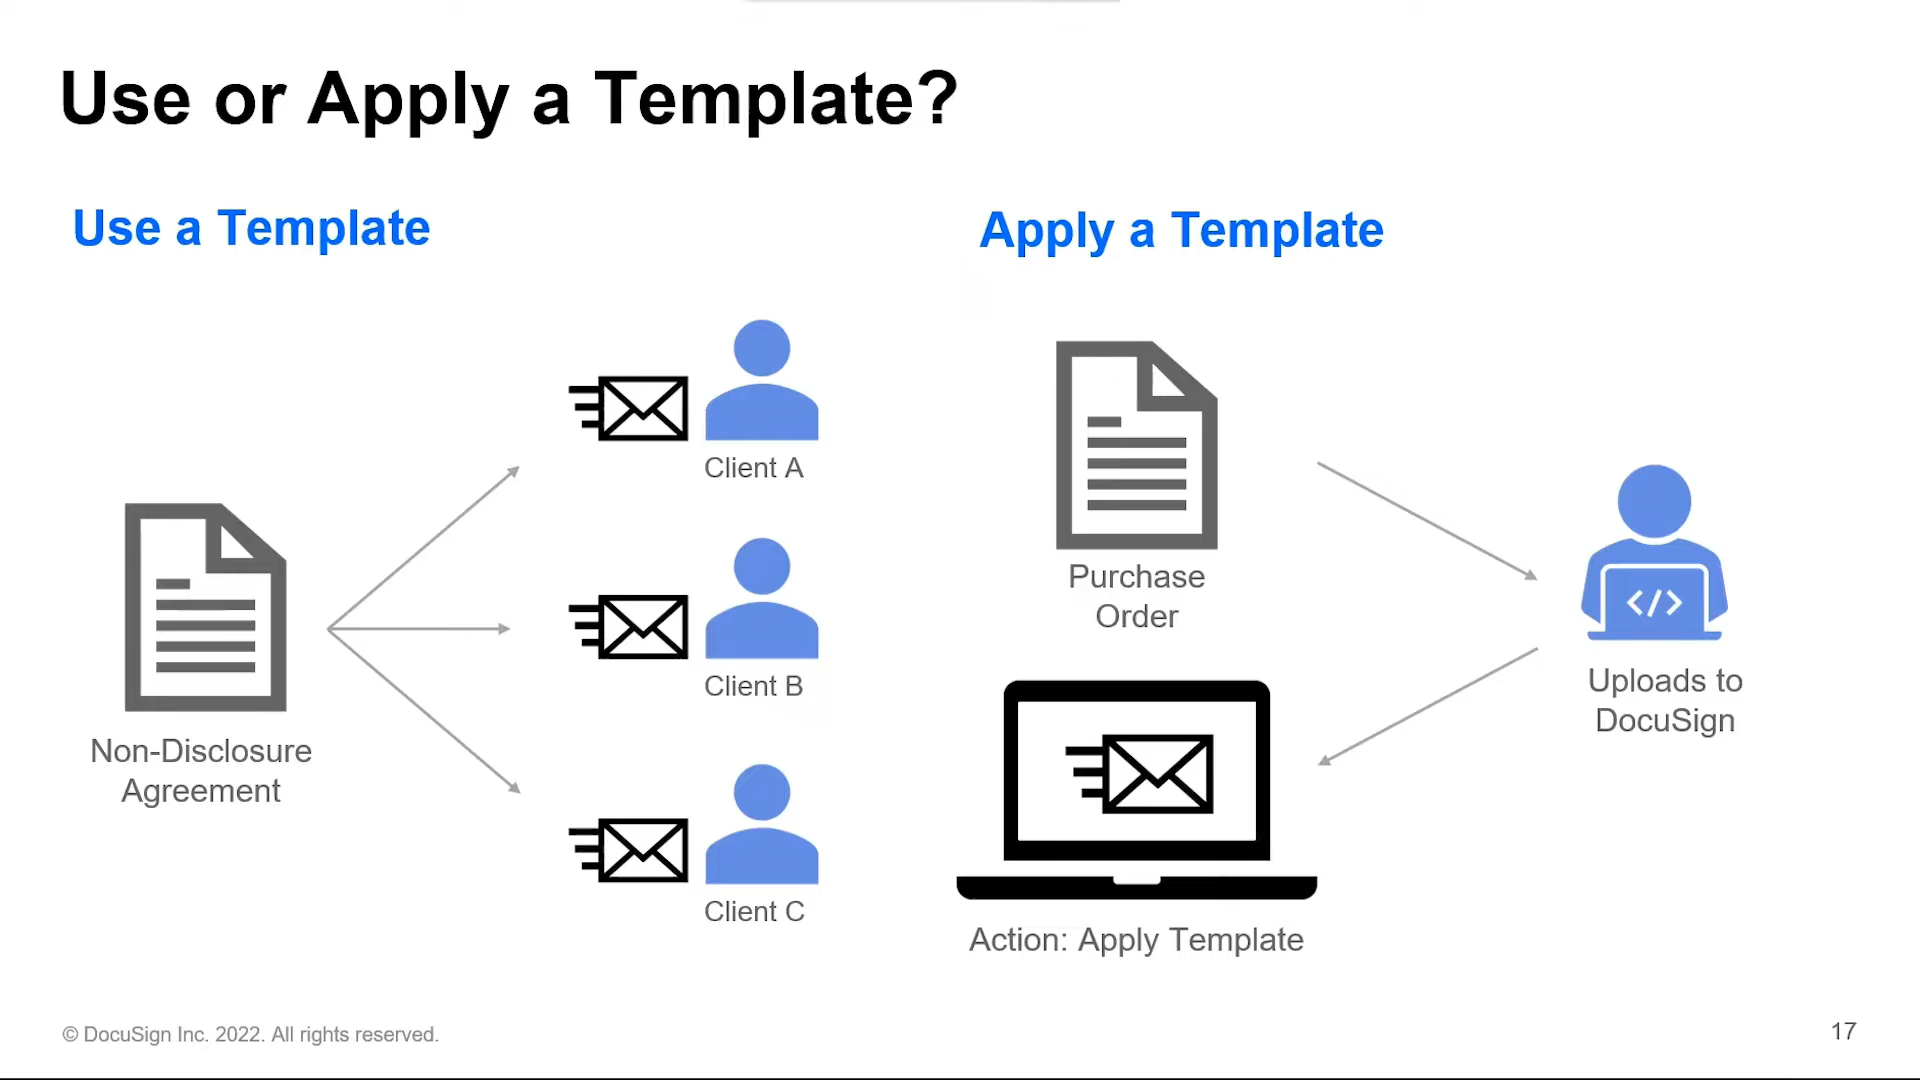 Use or Apply a Template?
Use a Template
Non-Disclosure
Agreement
Client A
Client B
Client C
Apply a Template
Purchase
Order
</>
Uploads to
DocuSign
Action: Apply Template
© DocuSign Inc. 2022. All rights reserved.
17